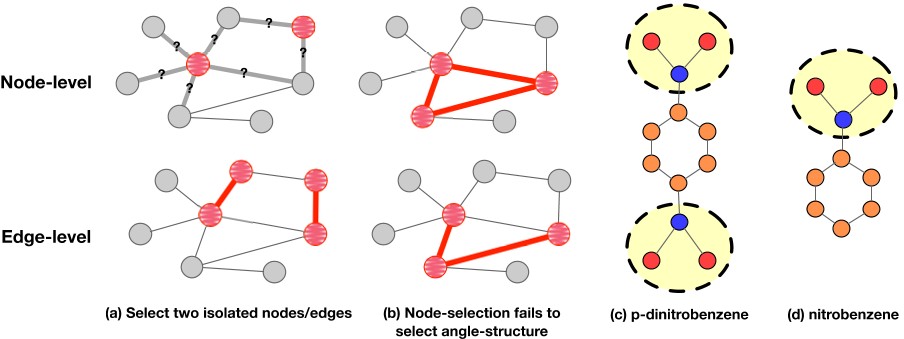 Node-level
? ? ? ? ? ? ?
Edge-level
(a) Select two isolated nodes/edges
(b) Node-selection fails to
select angle-structure
(c) p-dinitrobenzene
(d) nitrobenzene